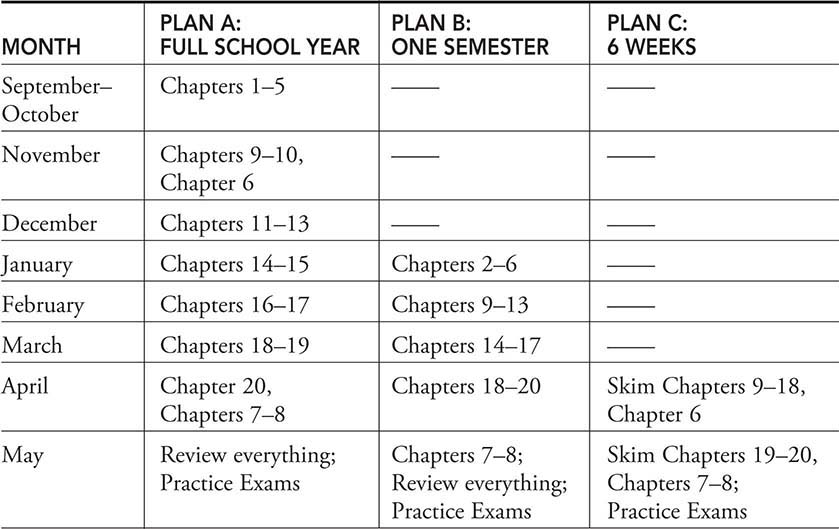 MONTH PLAN A: FULL SCHOOL YEAR PLAN B: ONE SEMESTER PLAN C: 6 WEEKS
September–October Chapters 1–5 —— ——
November Chapters 9–10, Chapter 6 —— ——
December Chapters 11–13 —— ——
January Chapters 14–15 Chapters 2–6 ——
February Chapters 16–17 Chapters 9–13 ——
March Chapters 18–19 Chapters 14–17 ——
April Chapter 20, Chapters 7–8 Chapters 18–20 Skim Chapters 9–18, Chapter 6
May Review everything; Practice Exams Chapters 7–8; Review everything; Practice Exams Skim Chapters 19–20, Chapters 7–8; Practice Exams